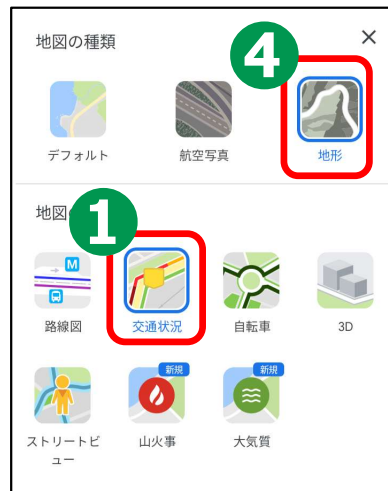 地図の種類
4
デフォルト
航空写真
地形
地図
1
M
路線図
交通状況
自転車
3D
新規
新規
ストリートビ
ュー
山火事
大気質